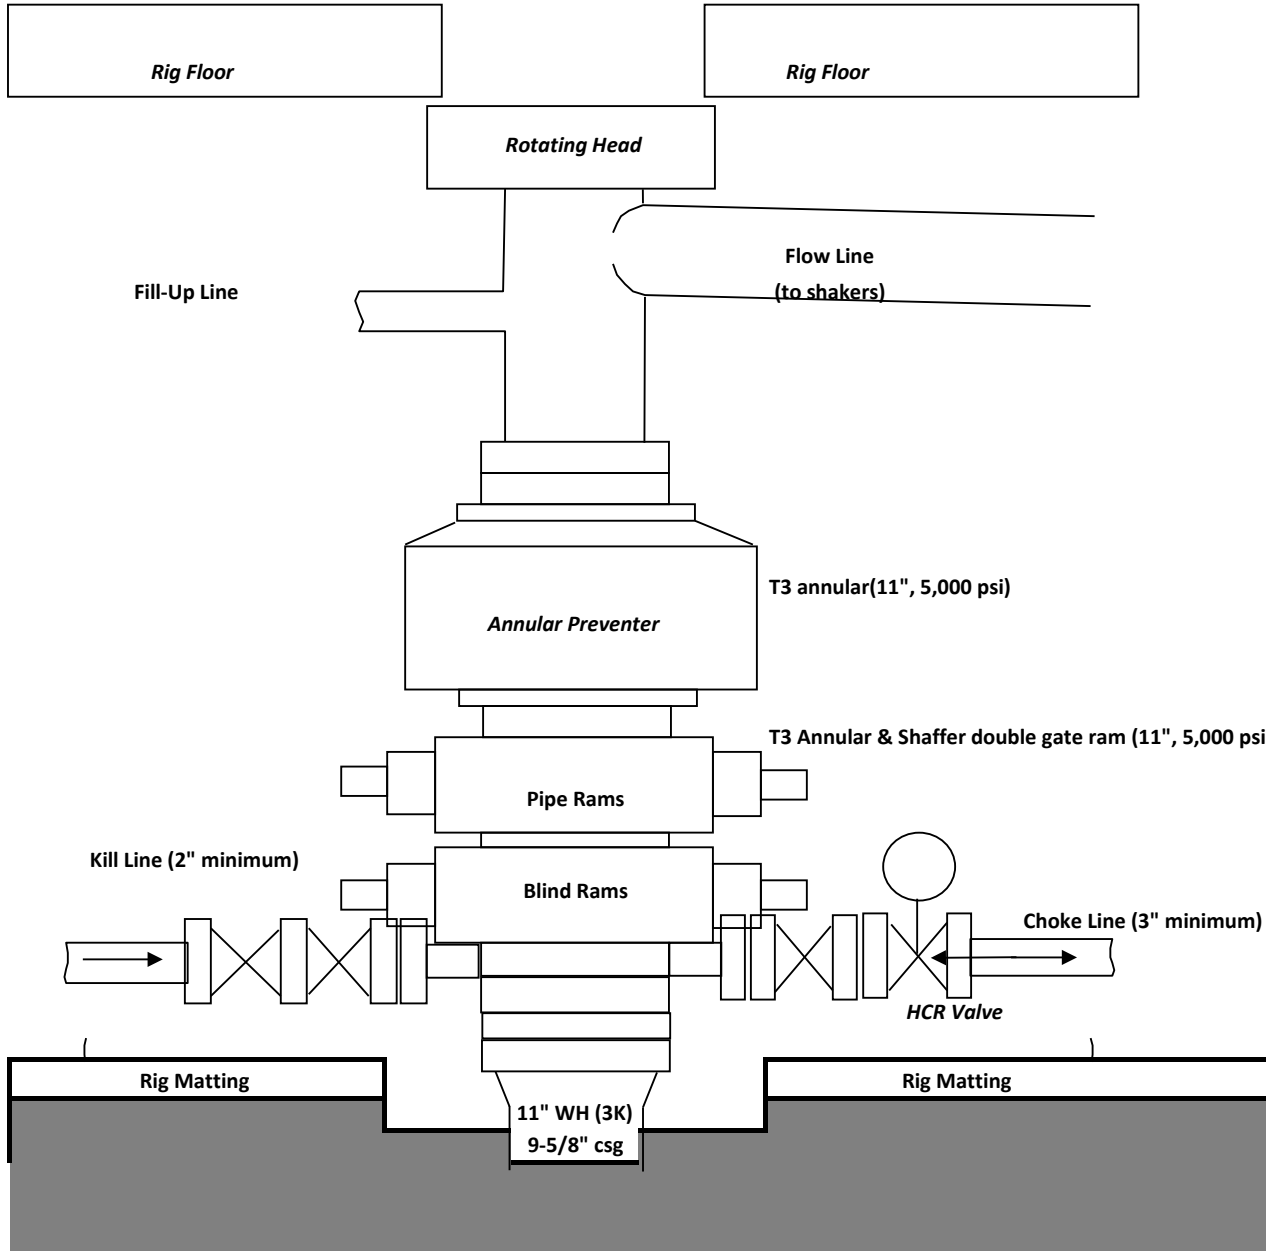 Rig Floor
Rig Floor
Rotating Head
Flow Line
(to shakers)
Fill-Up Line
T3 annular(11", 5,000 psi)
Annular Preventer
T3 Annular & Shaffer double gate ram (11", 5,000 psi
Pipe Rams
Kill Line (2" minimum)
Blind Rams
Choke Line (3" minimum)
HCR Valve
Rig Matting
Rig Matting
11" WH (3K)
9-5/8" csg